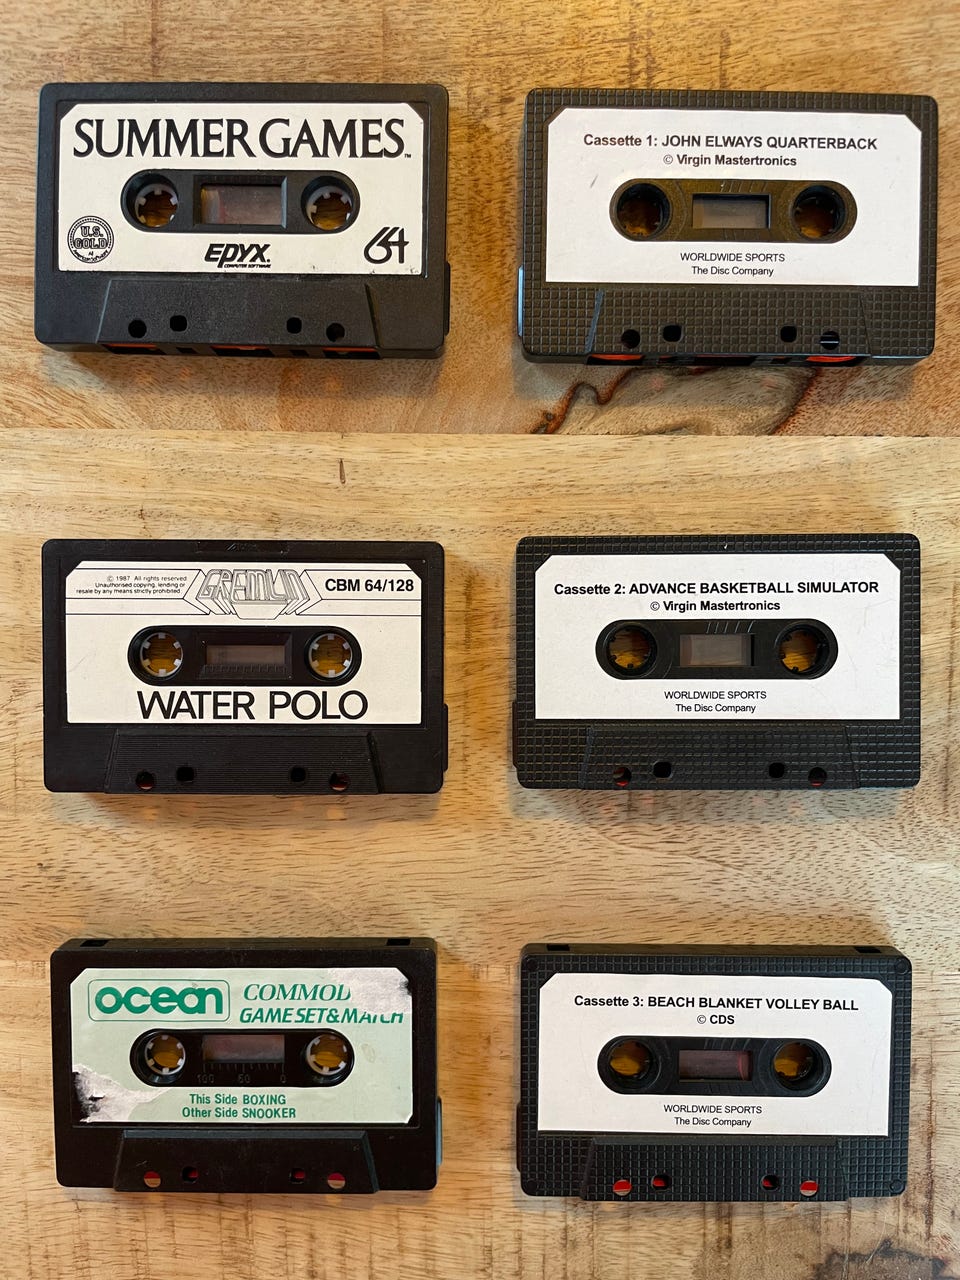 SUMMER GAMES™
U.S.
GOLD
EPYX.
COMPUTER SOFTWARE
64
Cassette 1: JOHN ELWAYS QUARTERBACK
© Virgin Mastertronics
WORLDWIDE SPORTS
The Disc Company
© 1987 All rights reserved
Unauthorised copying, lending or
resale by any means strictly prohibited
GREMLIN
CBM 64/128
WATER POLO
Cassette 2: ADVANCE BASKETBALL SIMULATOR
© Virgin Mastertronics
WORLDWIDE SPORTS
The Disc Company
ocean
COMMOD
GAME SET & MATCH
100 50 0
This Side BOXING
Other Side SNOOKER
Cassette 3: BEACH BLANKET VOLLEY BALL
© CDS
WORLDWIDE SPORTS
The Disc Company